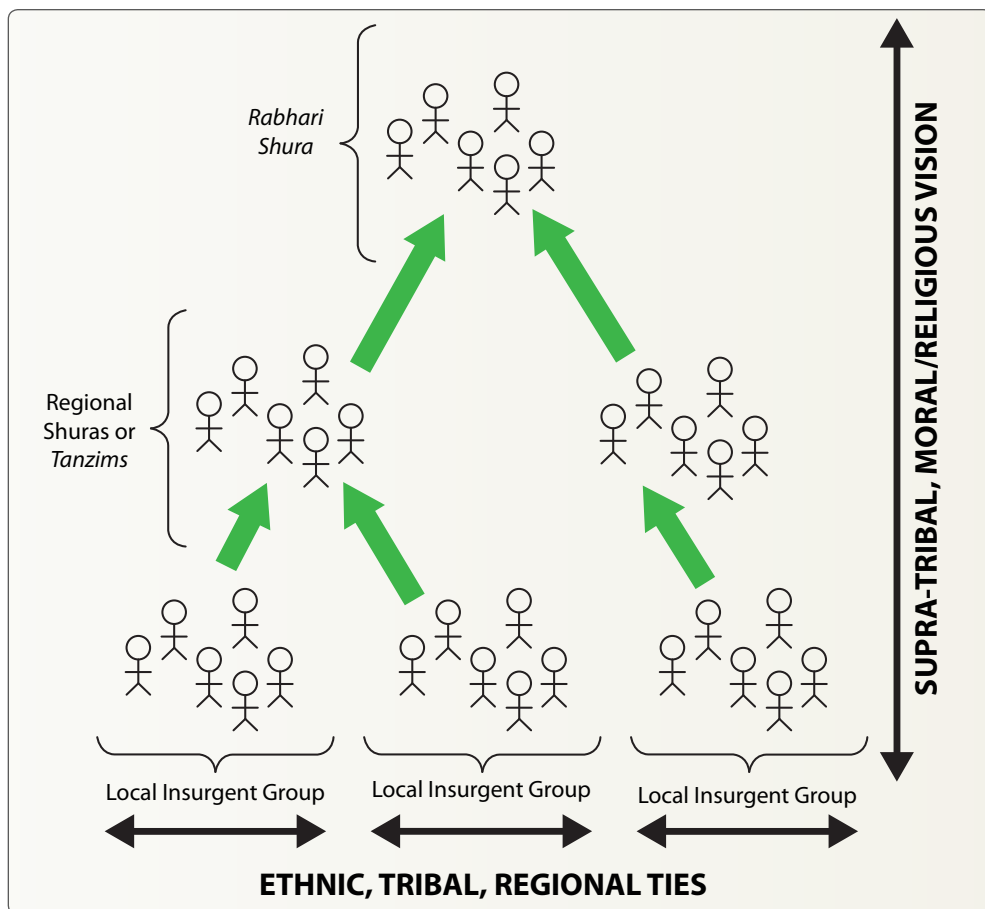 Rabhari
Shura
Regional
Shuras or
Tanzims
Local Insurgent Group
Local Insurgent Group
Local Insurgent Group
ETHNIC, TRIBAL, REGIONAL TIES
SUPRA-TRIBAL, MORAL/RELIGIOUS VISION